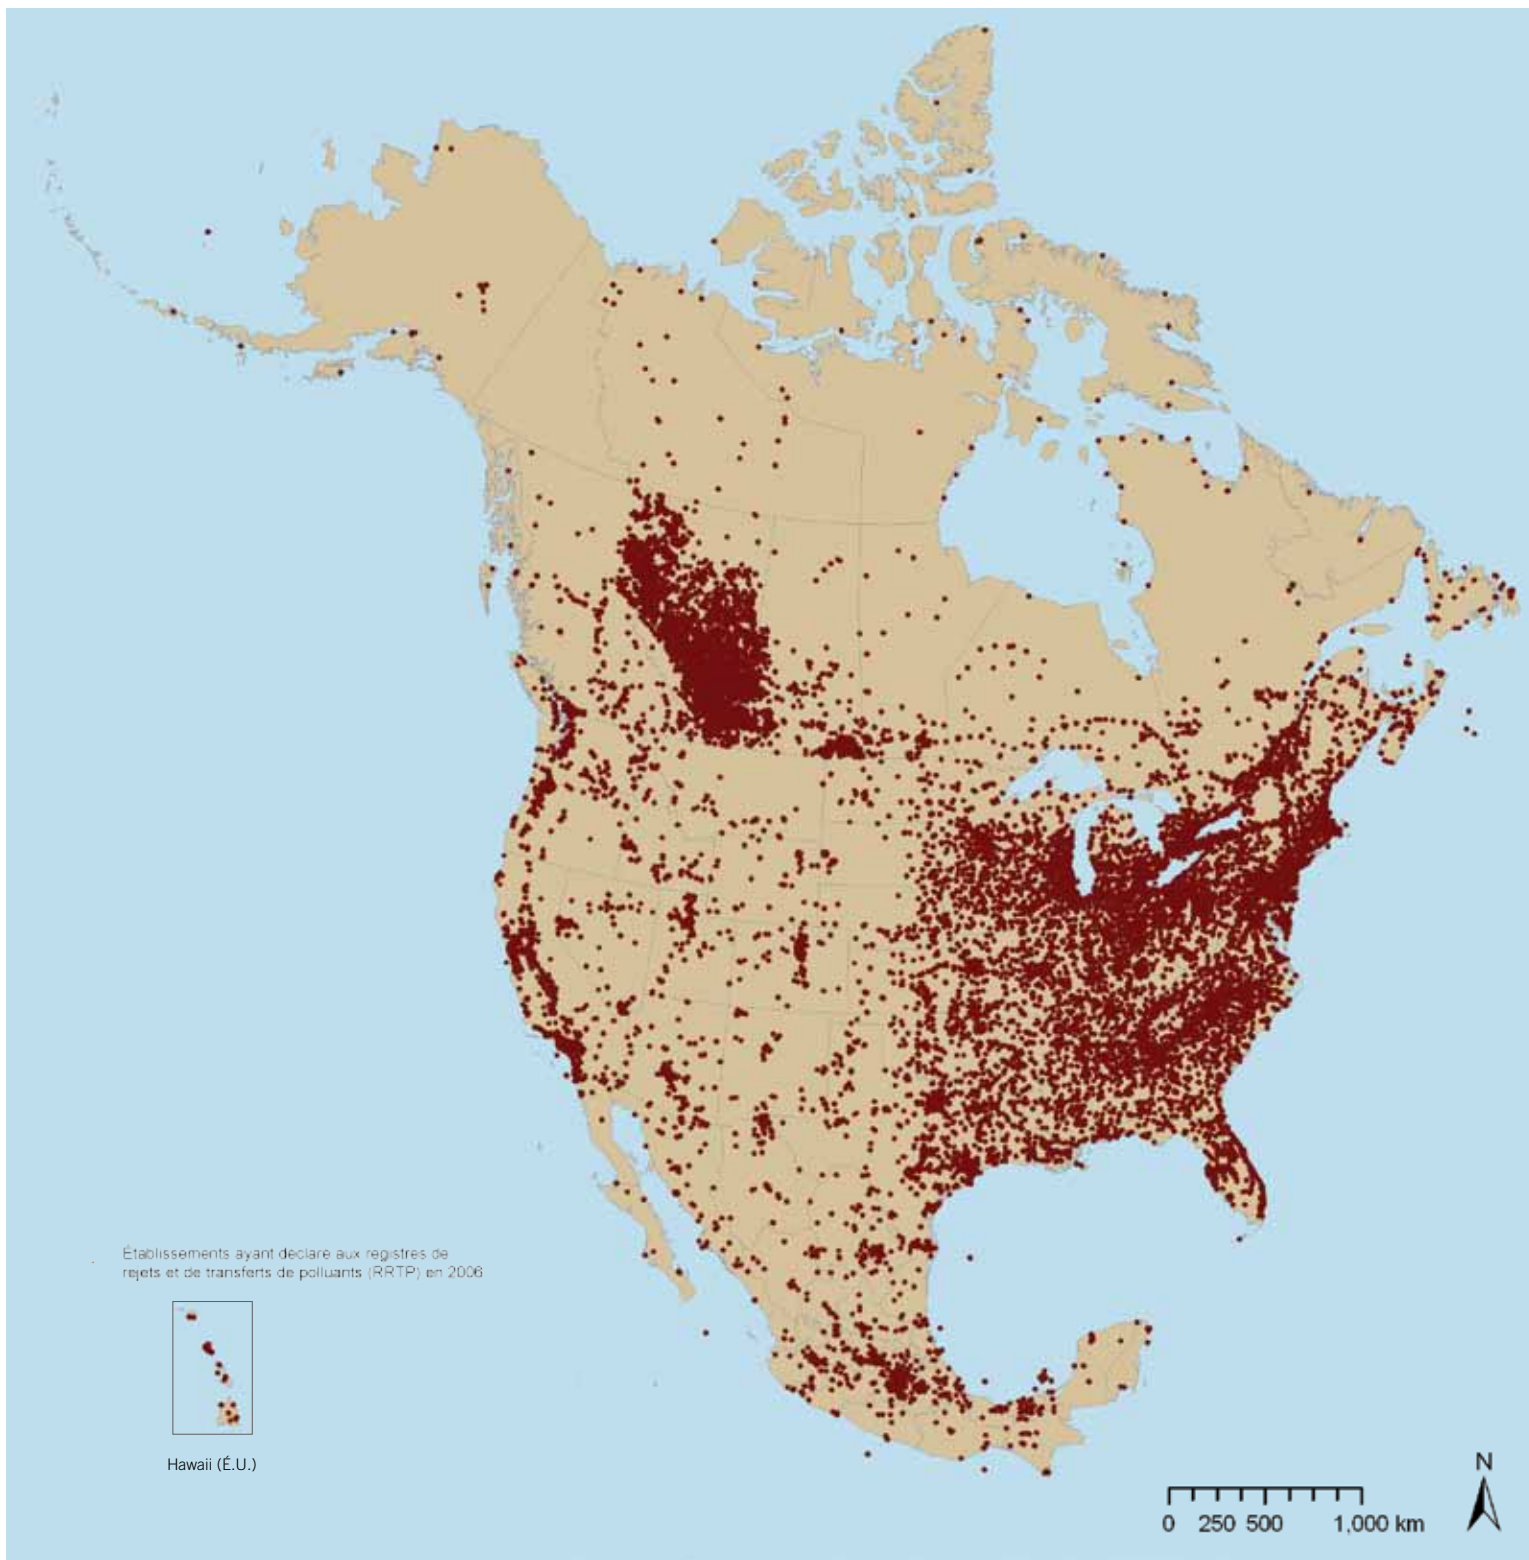 Établissements ayant déclaré aux registres de
rejets et de transferts de polluants (RRTP) en 2006
Hawaii (É.U.)
N
0 250 500 1,000 km